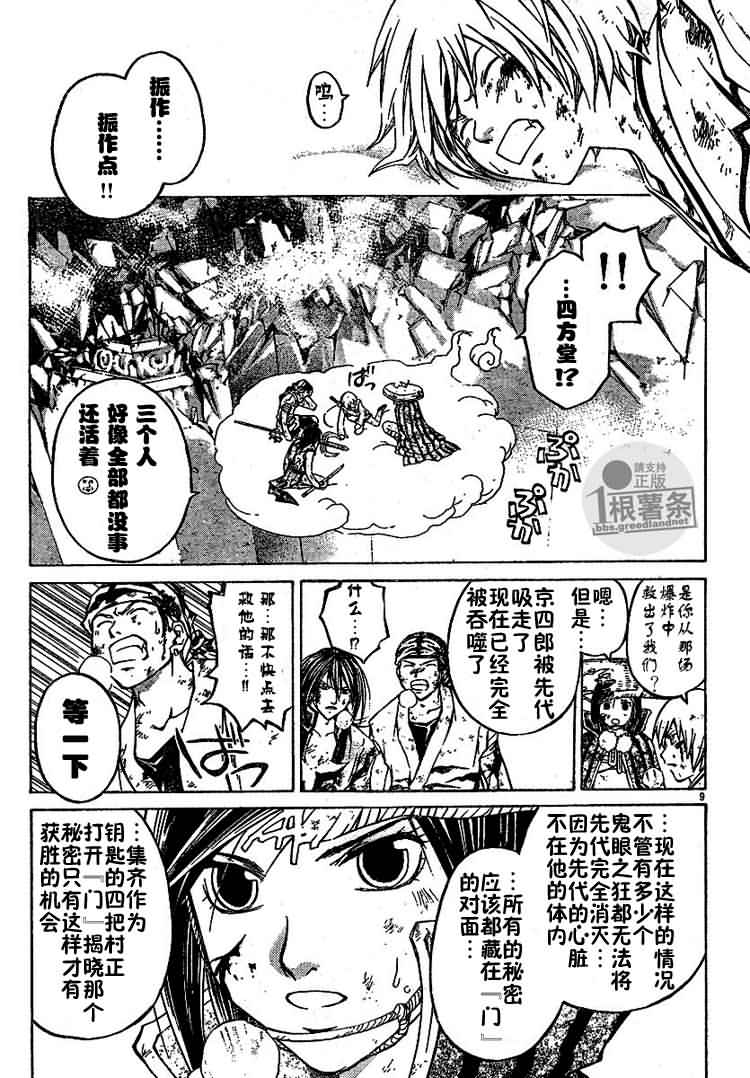 呜…
振作……
振作点!!
!!
…四方堂!?
ぱっ
ぷか
ぷか
三个人
好像全部都没事
还活着
請支持
正版
1根薯条
bbs.greedlandnet
是你从那场
爆炸中
救出了我们?
嗯…
但是…
京四郎被先代
吸走了
现在已经完全
被吞噬了
什么…!?
那…那不快点去
救他的话…!!
等一下
9
…现在这样的情况
不管有多少个
鬼眼之狂都无法将
先代完全消灭…
因为先代的心脏
不在他的体内
…所有的秘密
应该都藏在『门』
的对面…
…集齐作为
钥匙的四把村正
打开『门』揭晓那个
秘密只有这样才有
获胜的机会